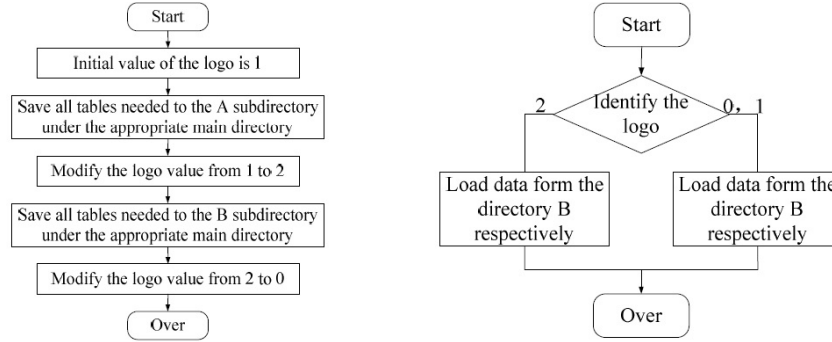 Start
Initial value of the logo is 1
Save all tables needed to the A subdirectory
under the appropriate main directory
Modify the logo value from 1 to 2
Save all tables needed to the B subdirectory
under the appropriate main directory
Modify the logo value from 2 to 0
Over
Start
Identify the
logo
2
0，1
Load data form the
directory B
respectively
Load data form the
directory B
respectively
Over